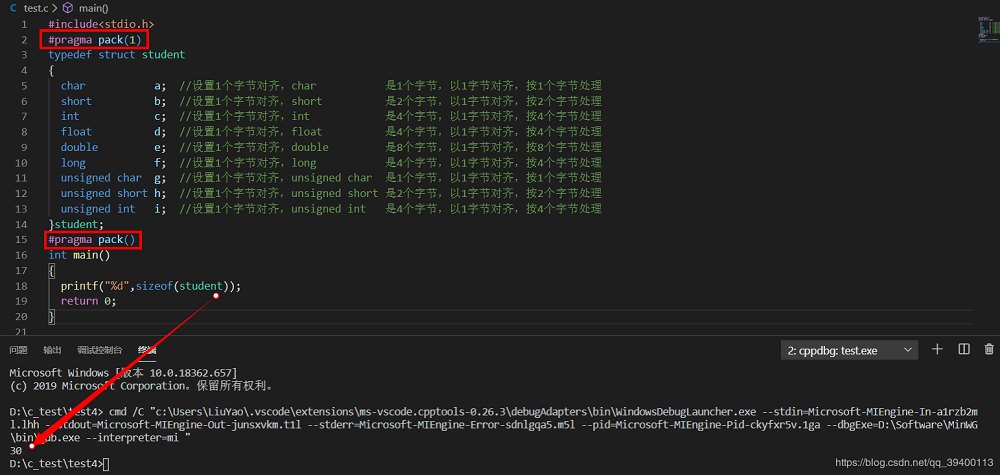 C test.c > main()
1 #include<stdio.h>
2 #pragma pack(1)
3 typedef struct student
4 {
5 char a; //设置1个字节对齐，char 是1个字节，以1字节对齐，按1个字节处理
6 short b; //设置1个字节对齐，short 是2个字节，以1字节对齐，按2个字节处理
7 int c; //设置1个字节对齐，int 是4个字节，以1字节对齐，按4个字节处理
8 float d; //设置1个字节对齐，float 是4个字节，以1字节对齐，按4个字节处理
9 double e; //设置1个字节对齐，double 是8个字节，以1字节对齐，按8个字节处理
10 long f; //设置1个字节对齐，long 是4个字节，以1字节对齐，按4个字节处理
11 unsigned char g; //设置1个字节对齐，unsigned char 是1个字节，以1字节对齐，按1个字节处理
12 unsigned short h; //设置1个字节对齐，unsigned short 是2个字节，以1字节对齐，按2个字节处理
13 unsigned int i; //设置1个字节对齐，unsigned int 是4个字节，以1字节对齐，按4个字节处理
14 }student;
15 #pragma pack()
16 int main()
17 {
18 printf("%d",sizeof(student));
19 return 0;
20 }
21
问题 输出 调试控制台 终端 2: cppdbg: test.exe
Microsoft Windows [版本 10.0.18362.657]
(c) 2019 Microsoft Corporation。保留所有权利。
D:\c_test\test4> cmd /C "c:\Users\LiuYao\.vscode\extensions\ms-vscode.cpptools-0.26.3\debugAdapters\bin\WindowsDebugLauncher.exe --stdin=Microsoft-MIEngine-In-a1rzb2m
l.lhh --stdout=Microsoft-MIEngine-Out-junsxvkm.t1l --stderr=Microsoft-MIEngine-Error-sdnlgqa5.m5l --pid=Microsoft-MIEngine-Pid-ckyfxr5v.1ga --dbgExe=D:\Software\MinWG
\bin\gdb.exe --interpreter=mi "
30
D:\c_test\test4>
https://blog.csdn.net/qq_39400113